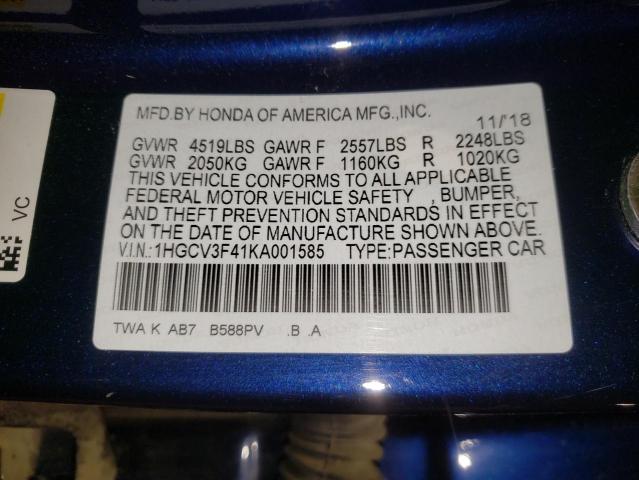 MFD.BY HONDA OF AMERICA MFG.,INC. 11/'18
GVWR 4519LBS GAWR F 2557LBS R 2248LBS
GVWR 2050KG GAWR F 1160KG R 1020KG
THIS VEHICLE CONFORMS TO ALL APPLICABLE
FEDERAL MOTOR VEHICLE SAFETY , BUMPER,
AND THEFT PREVENTION STANDARDS IN EFFECT
ON THE DATE OF MANUFACTURE SHOWN ABOVE.
V.I.N.:1HGCV3F41KA001585 TYPE:PASSENGER CAR
TWA K AB7 B588PV .B .A
VC